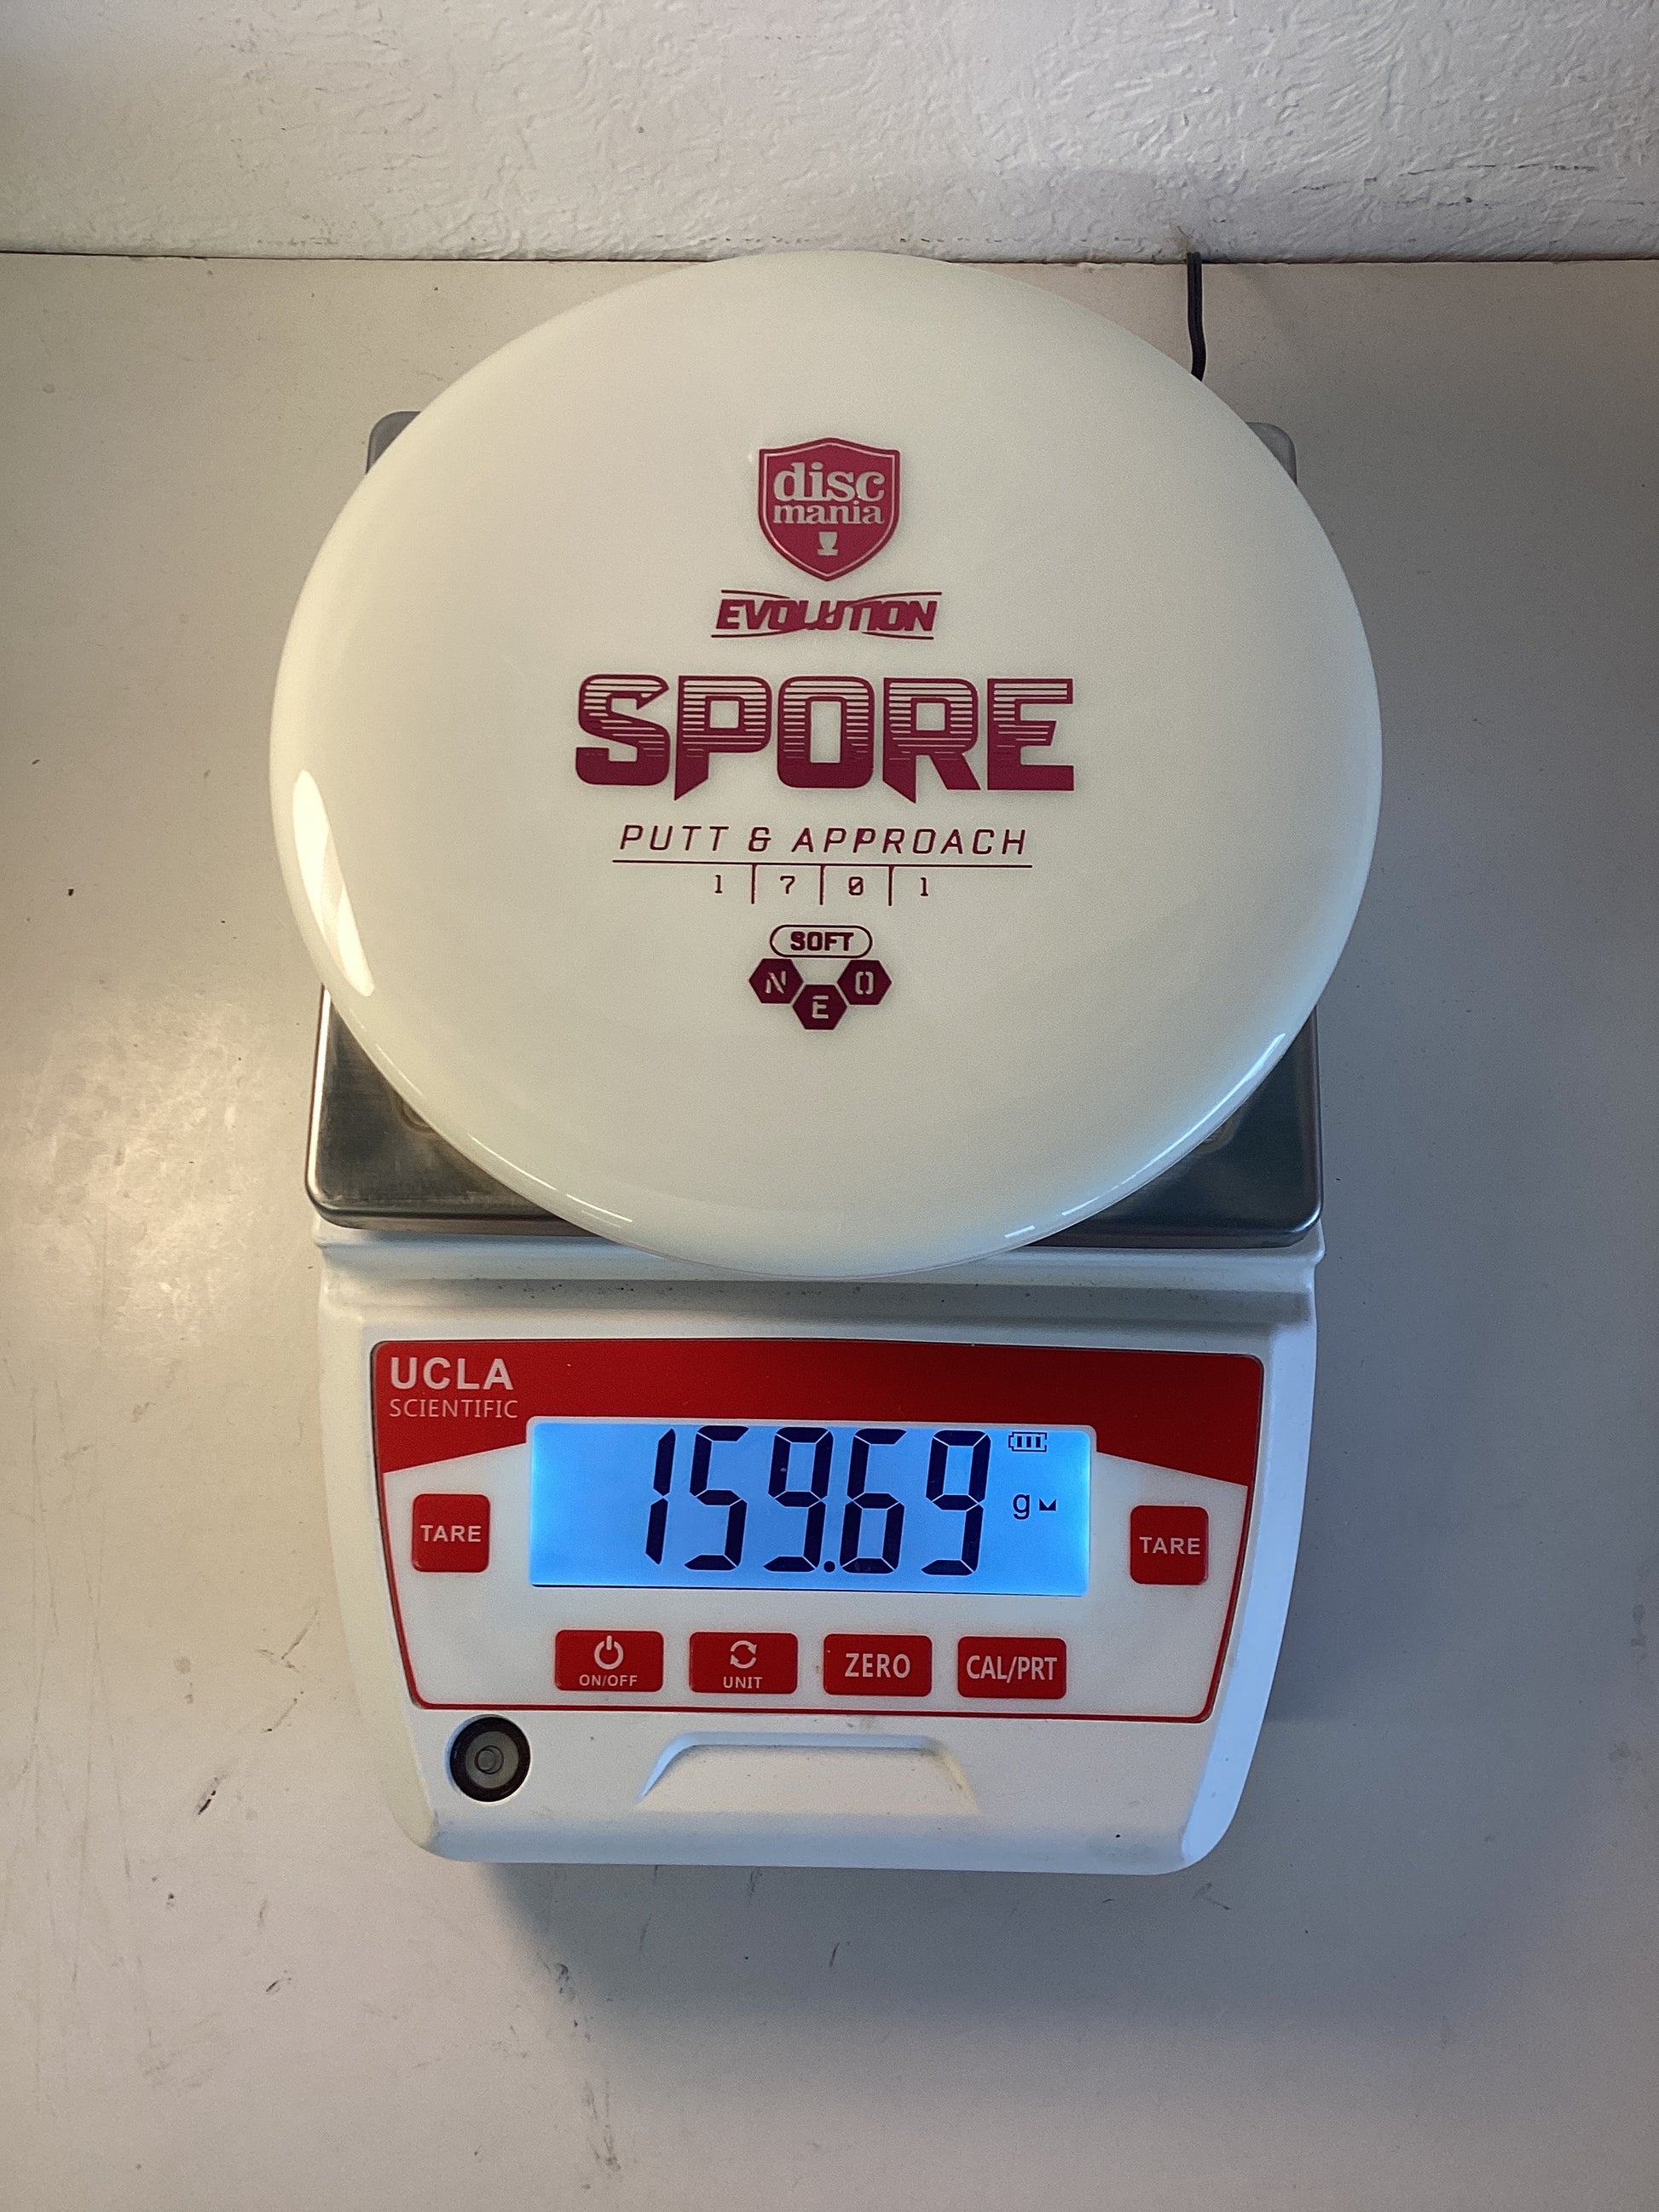 disc
mania
EVOLUTION
SPORE
PUTT & APPROACH
1 7 0 1
SOFT
N E O
UCLA
SCIENTIFIC
159.69 g
TARE TARE
ON/OFF UNIT ZERO CAL/PRT